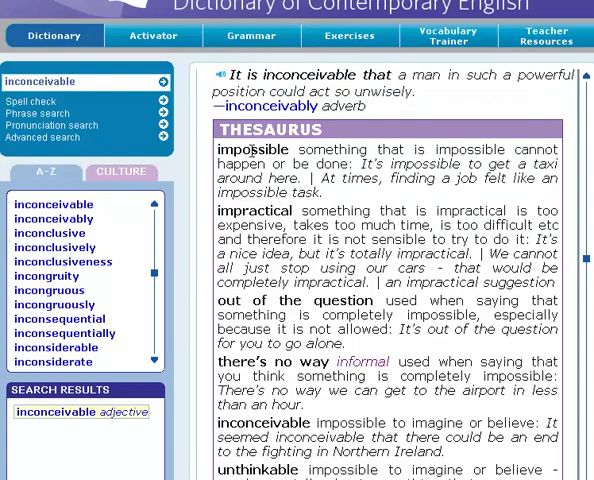 Dictionary of Contemporary English
Dictionary
Activator
Grammar
Exercises
Vocabulary
Trainer
Teacher
Resources
inconceivable
Spell check
Phrase search
Pronunciation search
Advanced search
A-Z
CULTURE
inconceivable
inconceivably
inconclusive
inconclusively
inconclusiveness
incongruity
incongruous
incongruously
inconsequential
inconsequentially
inconsiderable
inconsiderate
SEARCH RESULTS
inconceivable adjective
It is inconceivable that a man in such a powerful
position could act so unwisely.
—inconceivably adverb
THESAURUS
impossible something that is impossible cannot
happen or be done: It's impossible to get a taxi
around here. | At times, finding a job felt like an
impossible task.
impractical something that is impractical is too
expensive, takes too much time, is too difficult etc
and therefore it is not sensible to try to do it: It's
a nice idea, but it's totally impractical. | We cannot
all just stop using our cars - that would be
completely impractical. | an impractical suggestion
out of the question used when saying that
something is completely impossible, especially
because it is not allowed: It's out of the question
for you to go alone.
there's no way informal used when saying that
you think something is completely impossible:
There's no way we can get to the airport in less
than an hour.
inconceivable impossible to imagine or believe: It
seemed inconceivable that there could be an end
to the fighting in Northern Ireland.
unthinkable impossible to imagine or believe -